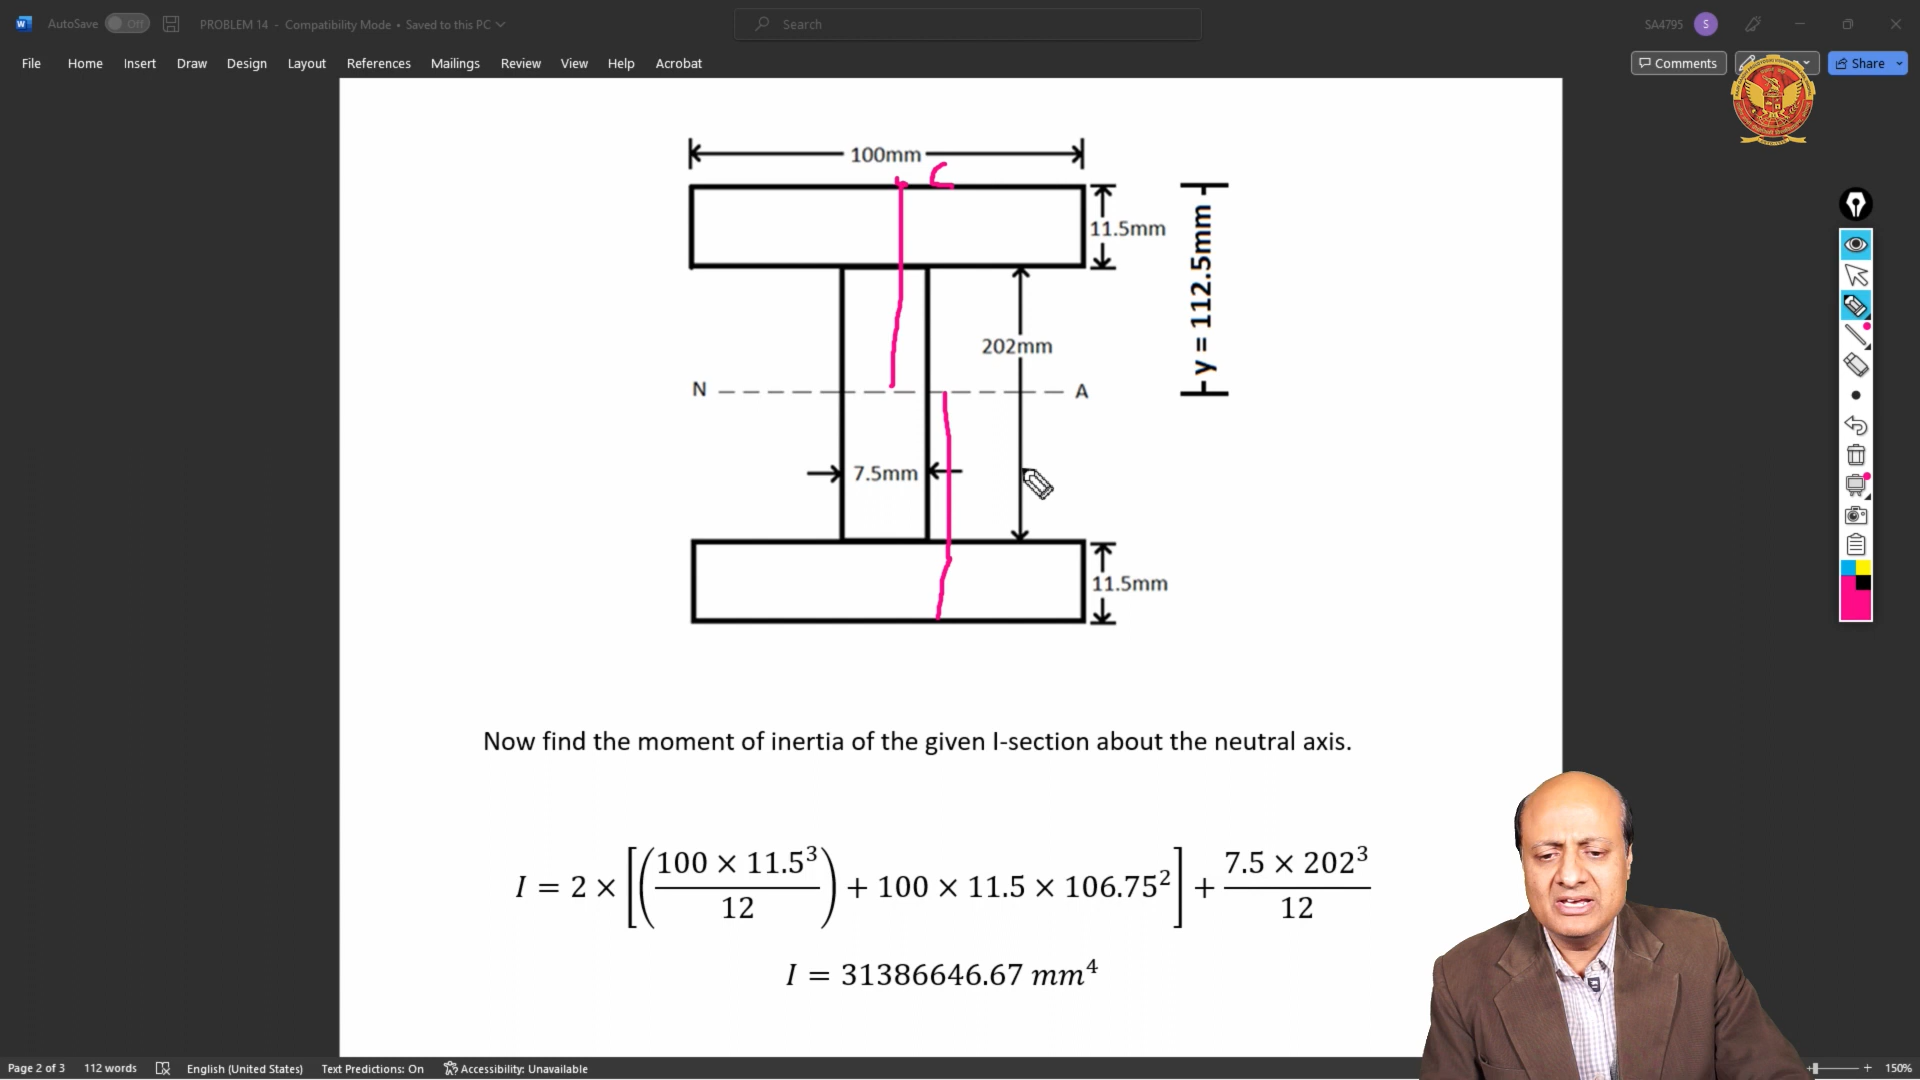 AutoSave Off PROBLEM 14 - Compatibility Mode • Saved to this PC Search SA4795 S
File Home Insert Draw Design Layout References Mailings Review View Help Acrobat Comments Share
100mm
C
11.5mm
y = 112.5mm
202mm
N A
7.5mm
11.5mm
Now find the moment of inertia of the given I-section about the neutral axis.
I = 2 × [(100 × 11.5³ / 12) + 100 × 11.5 × 106.75²] + 7.5 × 202³ / 12
I = 31386646.67 mm⁴
Page 2 of 3 112 words English (United States) Text Predictions: On Accessibility: Unavailable + 150%